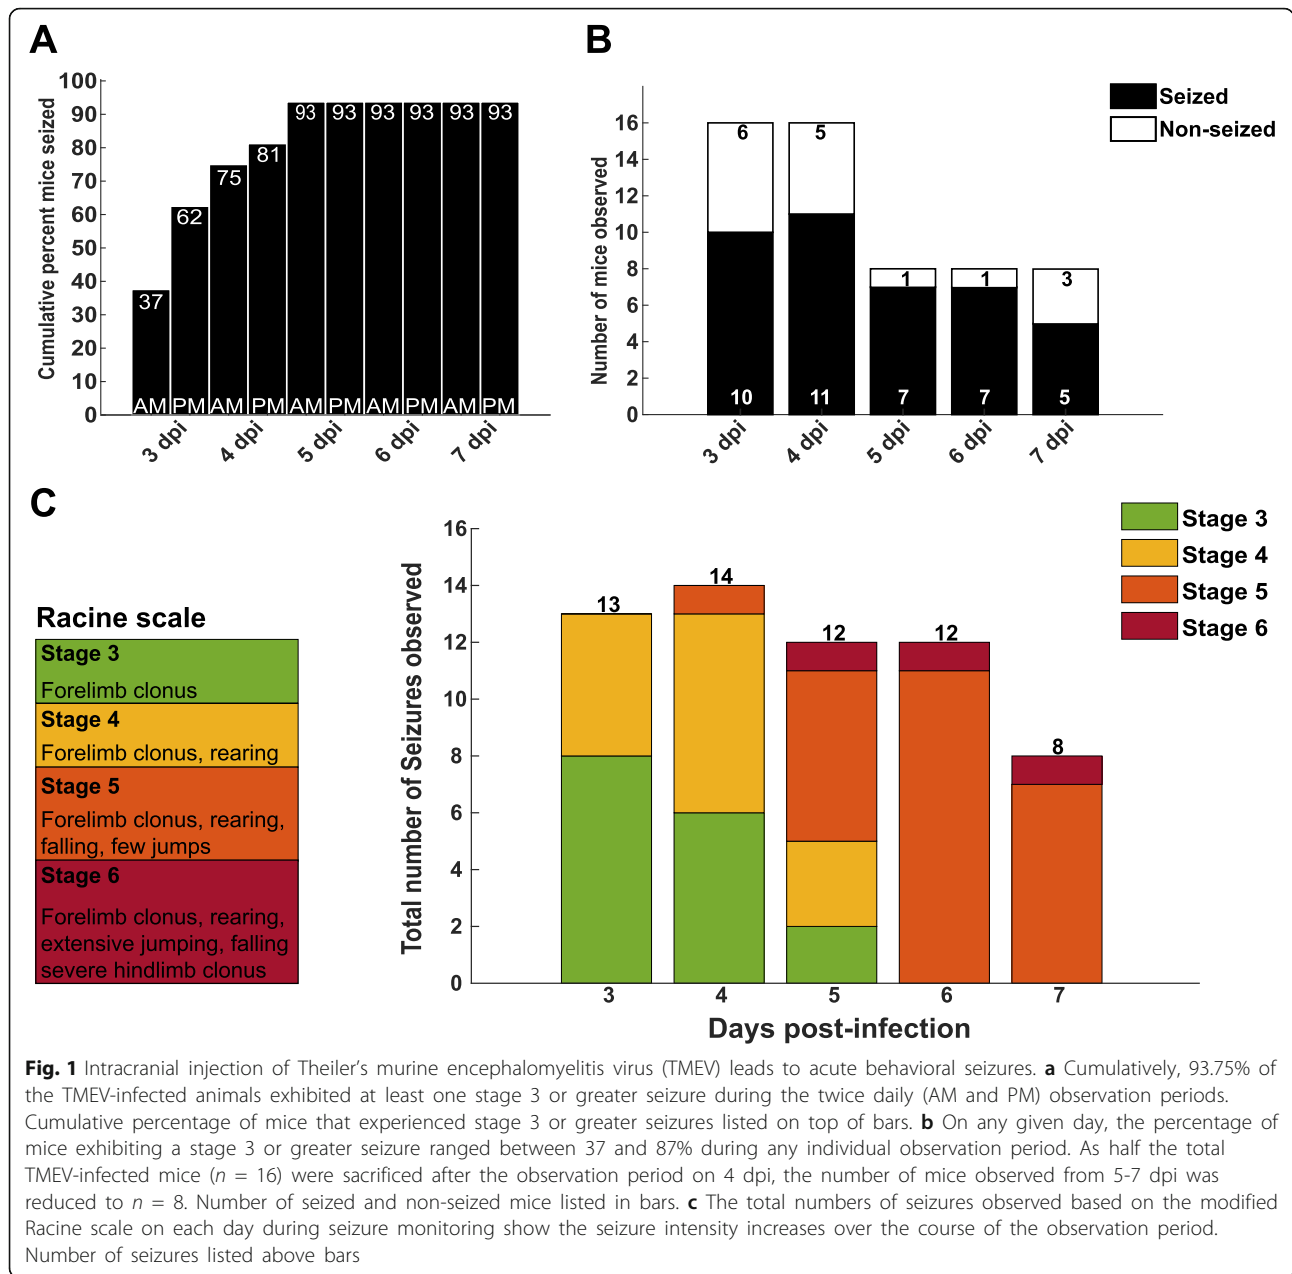 A
Cumulative percent mice seized
100
90
80
70
60
50
40
30
20
10
0
37
62
75
81
93
93
93
93
93
93
AM PM AM PM AM PM AM PM AM PM
3 dpi
4 dpi
5 dpi
6 dpi
7 dpi
B
Seized
Non-seized
Number of mice observed
16
14
12
10
8
6
4
2
0
6
5
1
1
3
10
11
7
7
5
3 dpi
4 dpi
5 dpi
6 dpi
7 dpi
C
Racine scale
Stage 3
Forelimb clonus
Stage 4
Forelimb clonus, rearing
Stage 5
Forelimb clonus, rearing,
falling, few jumps
Stage 6
Forelimb clonus, rearing,
extensive jumping, falling
severe hindlimb clonus
Total number of Seizures observed
16
14
12
10
8
6
4
2
0
13
14
12
12
8
3
4
5
6
7
Days post-infection
Stage 3
Stage 4
Stage 5
Stage 6
Fig. 1 Intracranial injection of Theiler's murine encephalomyelitis virus (TMEV) leads to acute behavioral seizures. a Cumulatively, 93.75% of
the TMEV-infected animals exhibited at least one stage 3 or greater seizure during the twice daily (AM and PM) observation periods.
Cumulative percentage of mice that experienced stage 3 or greater seizures listed on top of bars. b On any given day, the percentage of
mice exhibiting a stage 3 or greater seizure ranged between 37 and 87% during any individual observation period. As half the total
TMEV-infected mice (n = 16) were sacrificed after the observation period on 4 dpi, the number of mice observed from 5-7 dpi was
reduced to n = 8. Number of seized and non-seized mice listed in bars. c The total numbers of seizures observed based on the modified
Racine scale on each day during seizure monitoring show the seizure intensity increases over the course of the observation period.
Number of seizures listed above bars